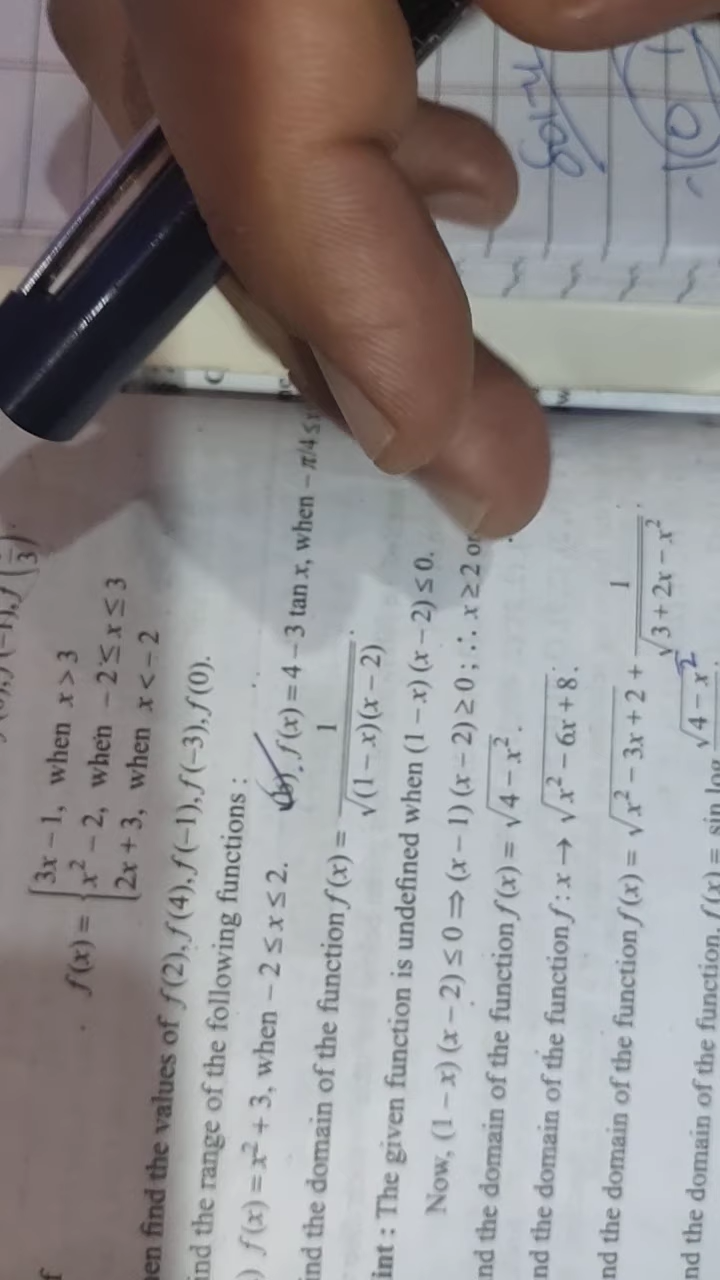 f(x) = { 3x − 1, when x > 3
x² − 2, when − 2 ≤ x ≤ 3
2x + 3, when x < − 2
en find the values of f(2), f(4), f(−1), f(−3), f(0).
ind the range of the following functions :
) f(x) = x² + 3, when − 2 ≤ x ≤ 2. (b). f(x) = 4 − 3 tan x, when − π/4 ≤
nd the domain of the function f(x) = 1/√((1 − x)(x − 2)).
int : The given function is undefined when (1 − x)(x − 2) ≤ 0.
Now, (1 − x)(x − 2) ≤ 0 ⇒ (x − 1)(x − 2) ≥ 0 ; ∴ x ≥ 2 or
nd the domain of the function f(x) = √(4 − x²).
nd the domain of the function f : x → √(x² − 6x + 8).
nd the domain of the function f(x) = √(x² − 3x + 2) + 1/√(3 + 2x − x²).
nd the domain of the function, f(x) = sin log √(4 − x²)